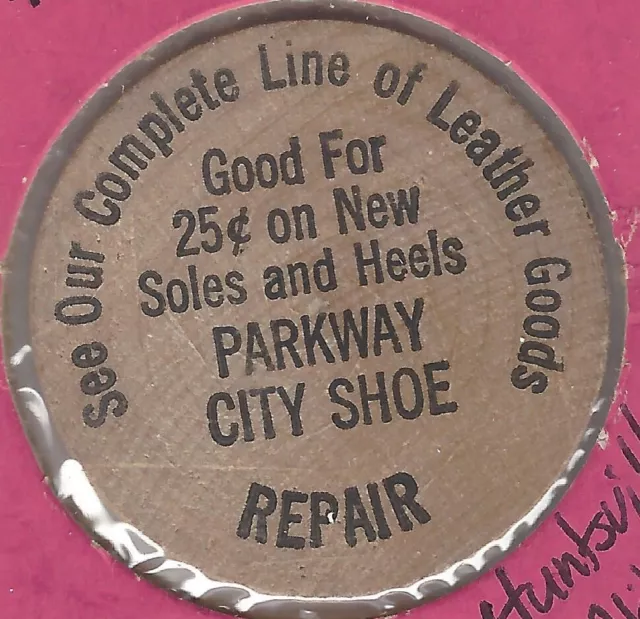 See Our Complete Line of Leather Goods
Good For
25¢ on New
Soles and Heels
PARKWAY
CITY SHOE
REPAIR